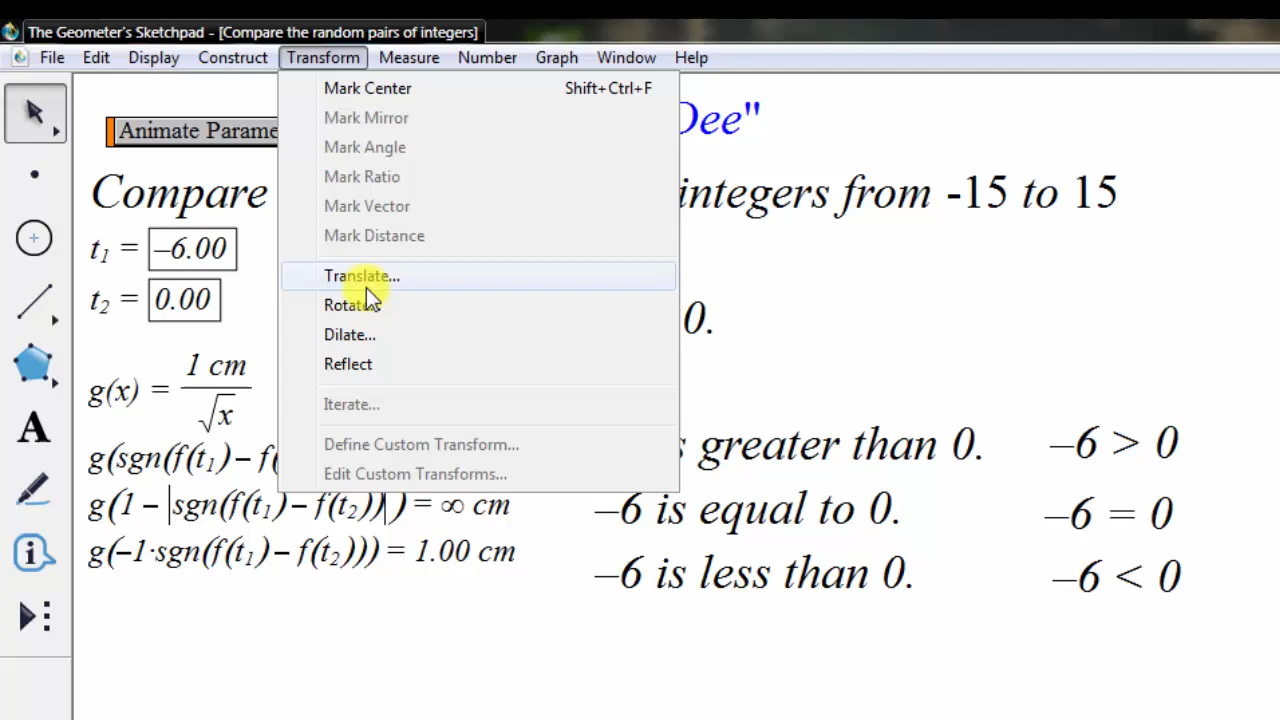 The Geometer's Sketchpad - [Compare the random pairs of integers]
File Edit Display Construct Transform Measure Number Graph Window Help
Mark Center Shift+Ctrl+F
Mark Mirror
Mark Angle
Mark Ratio
Mark Vector
Mark Distance
Translate...
Rotate
Dilate...
Reflect
Iterate...
Define Custom Transform...
Edit Custom Transforms...
Animate Parame
Dee"
Compare integers from -15 to 15
t₁ = –6.00
t₂ = 0.00
0.
g(x) = 1 cm / √x
g(sgn(f(t₁) – f(
g(1 – |sgn(f(t₁) – f(t₂))|) = ∞ cm
g(–1·sgn(f(t₁) – f(t₂))) = 1.00 cm
s greater than 0. –6 > 0
–6 is equal to 0. –6 = 0
–6 is less than 0. –6 < 0
A